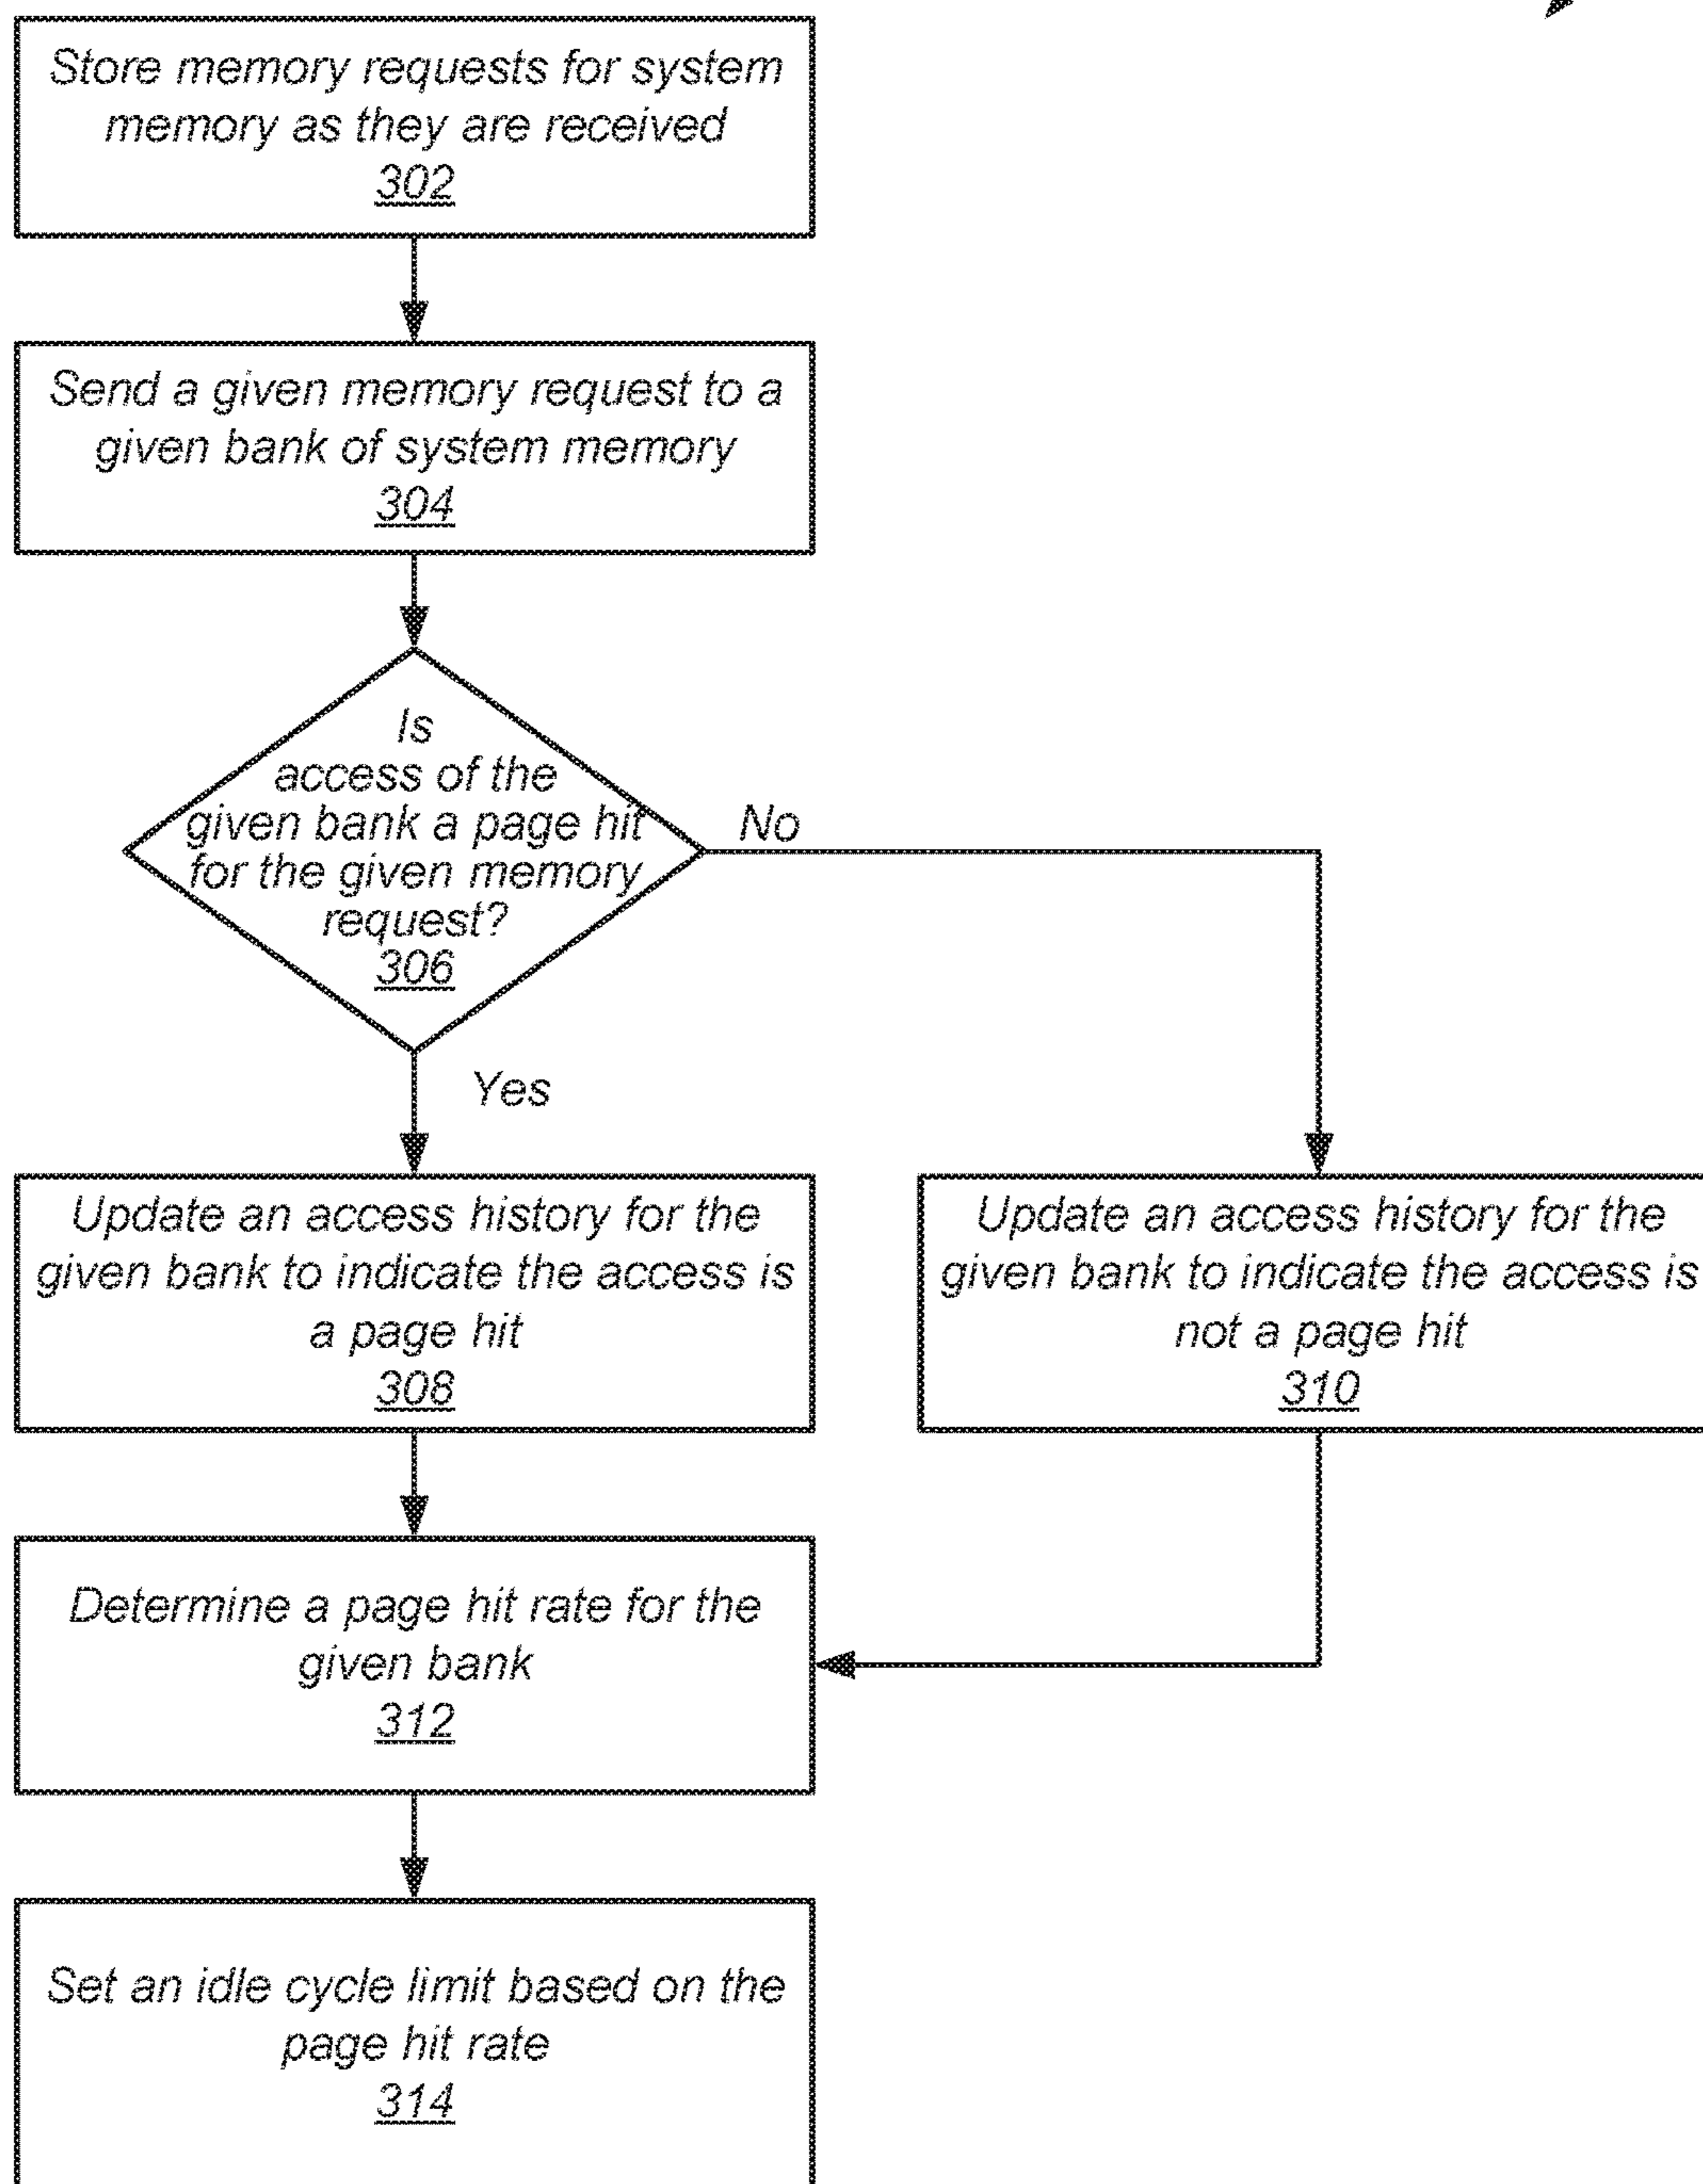 Store memory requests for system
memory as they are received
302
Send a given memory request to a
given bank of system memory
304
Is
access of the
given bank a page hit
for the given memory
request?
306
No
Yes
Update an access history for the
given bank to indicate the access is
a page hit
308
Update an access history for the
given bank to indicate the access is
not a page hit
310
Determine a page hit rate for the
given bank
312
Set an idle cycle limit based on the
page hit rate
314